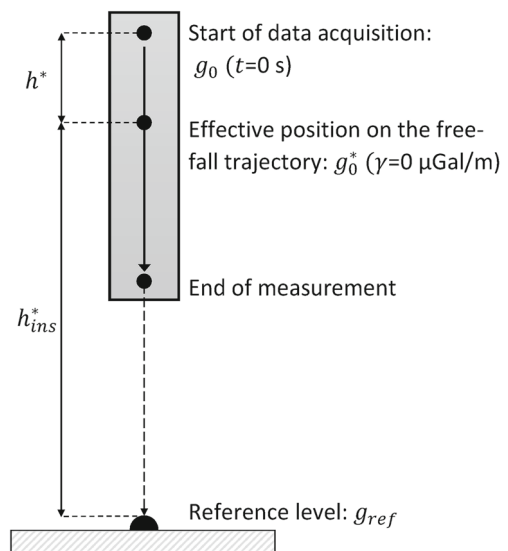 Start of data acquisition:
g₀ (t=0 s)
h*
Effective position on the free-
fall trajectory: g₀* (γ=0 μGal/m)
End of measurement
h*ᵢₙₛ
Reference level: g_ref